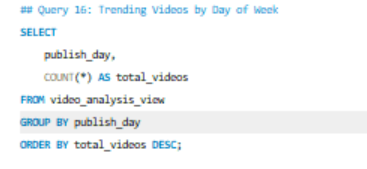 ## Query 16: Trending Videos by Day of Week
SELECT
publish_day,
COUNT(*) AS total_videos
FROM video_analysis_view
GROUP BY publish_day
ORDER BY total_videos DESC;